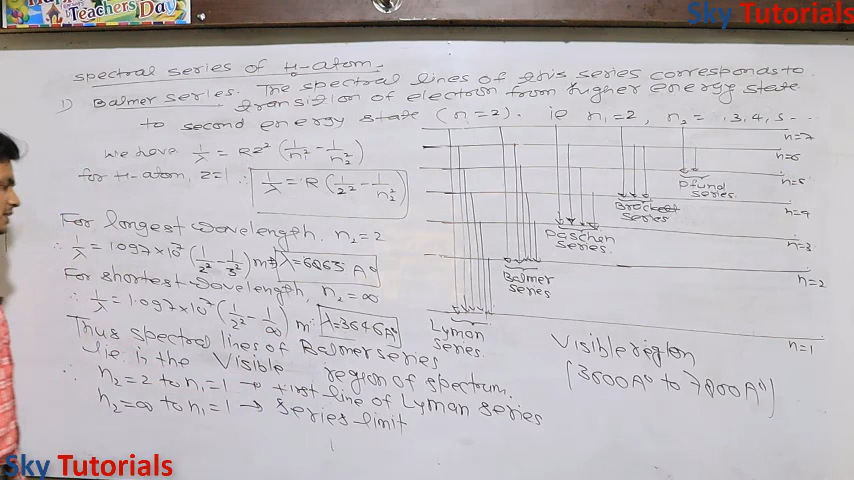 Teachers Day
Sky Tutorials
Spectral series of H-atom.
1) Balmer series. The spectral lines of this series corresponds to
transition of electron from higher energy state
to second energy state (n=2). ie n₁=2, n₂= .3,4,5 - - .
We have 1/λ = RZ² (1/n₁² - 1/n₂²)
for H-atom, Z=1 ∴ 1/λ = R (1/2² - 1/n₂²)
For longest wavelength, n₂=2
∴ 1/λ = 1.097×10⁷ (1/2² - 1/3²) m λ=6563 A°
For shortest wavelength, n₂=∞
∴ 1/λ = 1.097×10⁷ (1/2² - 1/∞) m λ=3646A°
Thus spectral lines of Balmer series
lie in the visible region of spectrum.
∴ n₂=2 to n₁=1 → first line of Lyman series
n₂=∞ to n₁=1 → series limit
n=7
n=6
n=5
n=4
n=3
n=2
n=1
Pfund
series.
Bracket
series
Paschen
series.
Balmer
series
Lyman
series.
Visible region
(3800A° to 7800A°)
Sky Tutorials